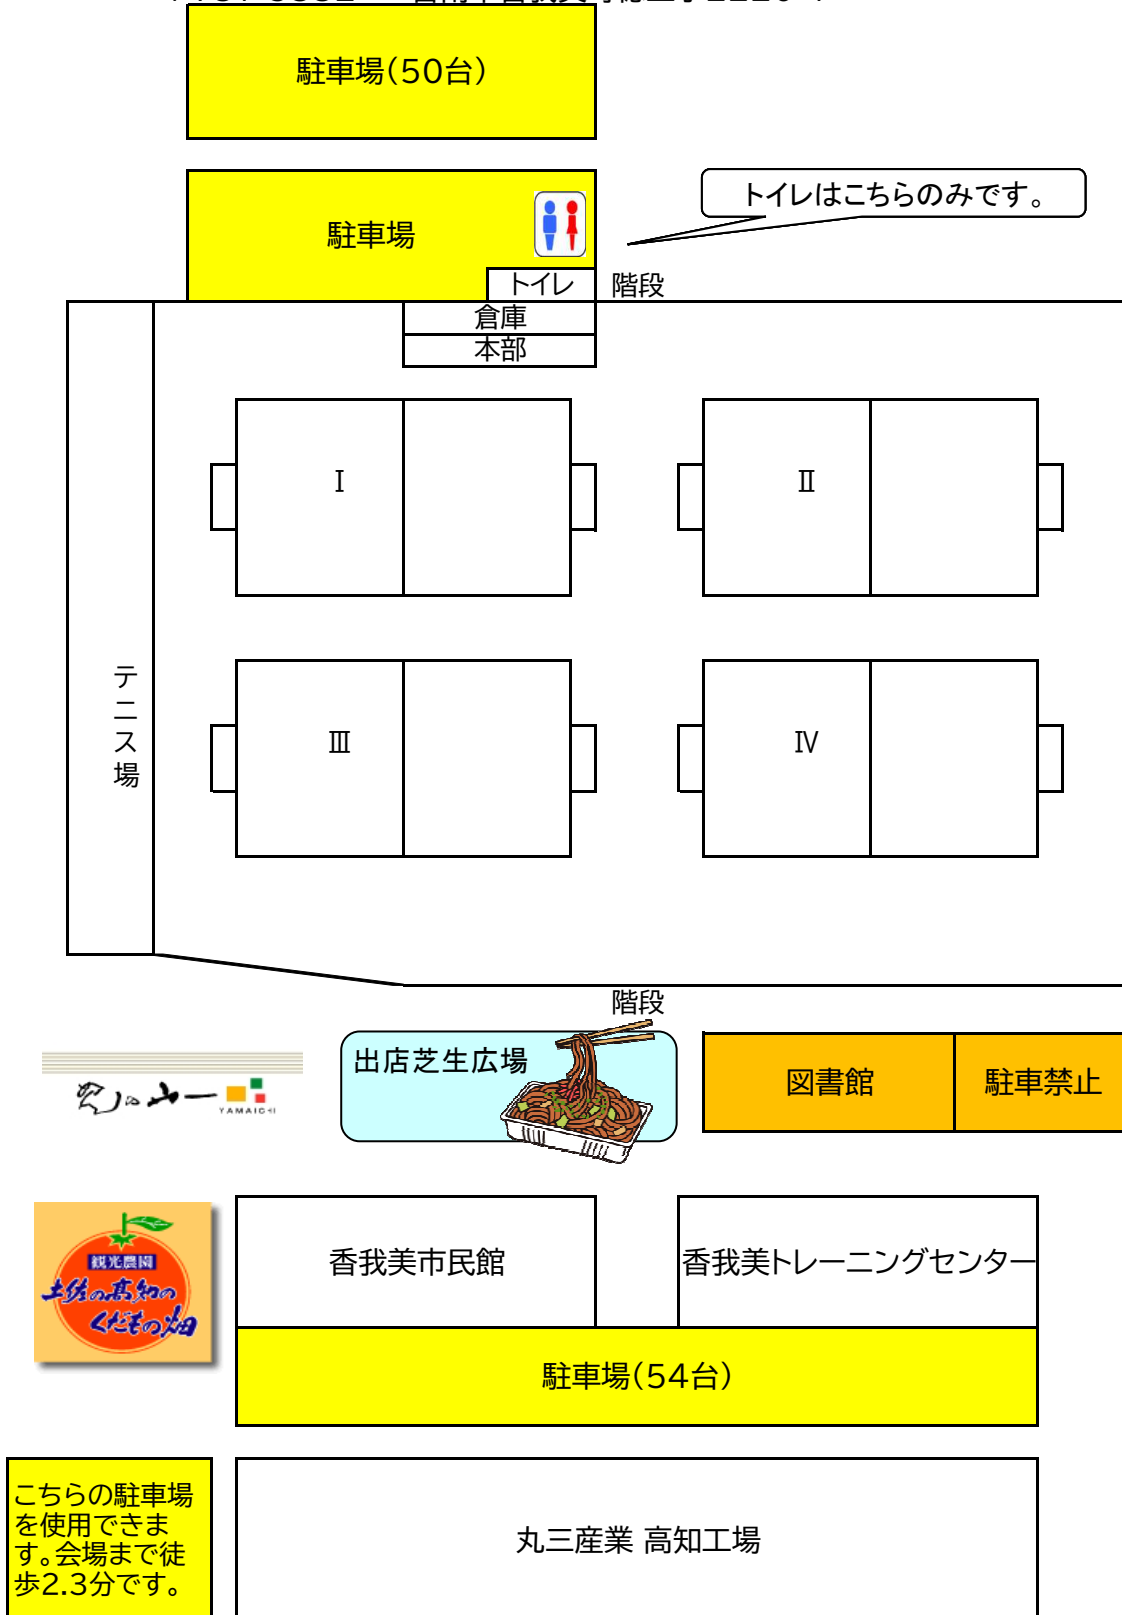 駐車場(50台)
トイレはこちらのみです。
駐車場
トイレ
階段
倉庫
本部
Ⅰ
Ⅱ
テニス場
Ⅲ
Ⅳ
階段
出店芝生広場
図書館
駐車禁止
YAMAICHI
観光農園
土佐の高知の
くだもの畑
香我美市民館
香我美トレーニングセンター
駐車場(54台)
こちらの駐車場
を使用できま
す。会場まで徒
歩2.3分です。
丸三産業 高知工場